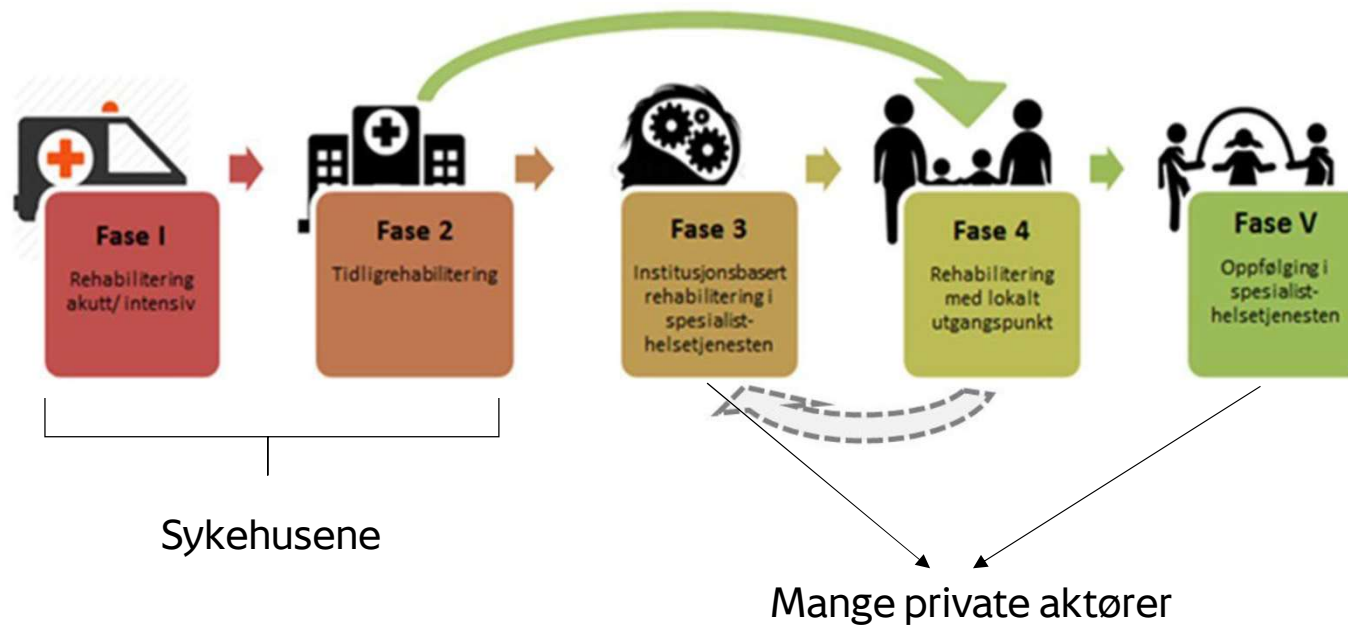 Fase I
Rehabilitering
akutt/ intensiv
Fase 2
Tidligrehabilitering
Fase 3
Institusjonsbasert
rehabilitering i
spesialist-
helsetjenesten
Fase 4
Rehabilitering
med lokalt
utgangspunkt
Fase V
Oppfølging i
spesialist-
helsetjenesten
Sykehusene
Mange private aktører